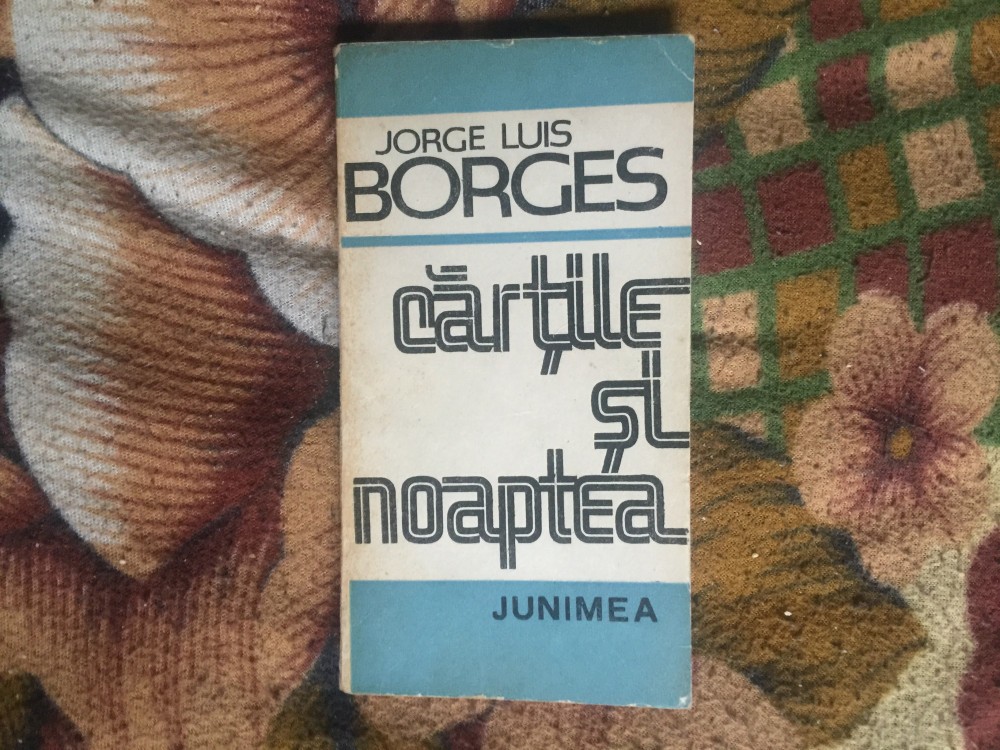 JORGE LUIS
BORGES
cărțile
și
noaptea
JUNIMEA